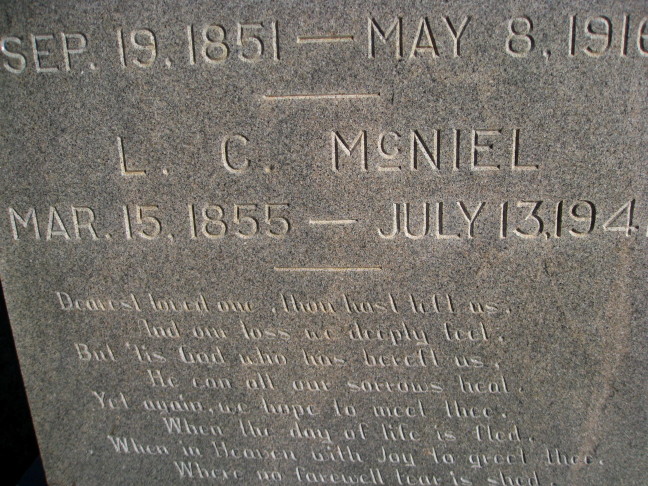 SEP. 19, 1851 — MAY 8, 1916
L. C. McNIEL
MAR. 15, 1855 — JULY 13, 194
Dearest loved one, thou hast left us,
And our loss we deeply feel,
But 'tis God who has bereft us,
He can all our sorrows heal.
Yet again, we hope to meet thee,
When the day of life is fled,
When in Heaven with Joy to greet thee,
Where no farewell tear is shed.